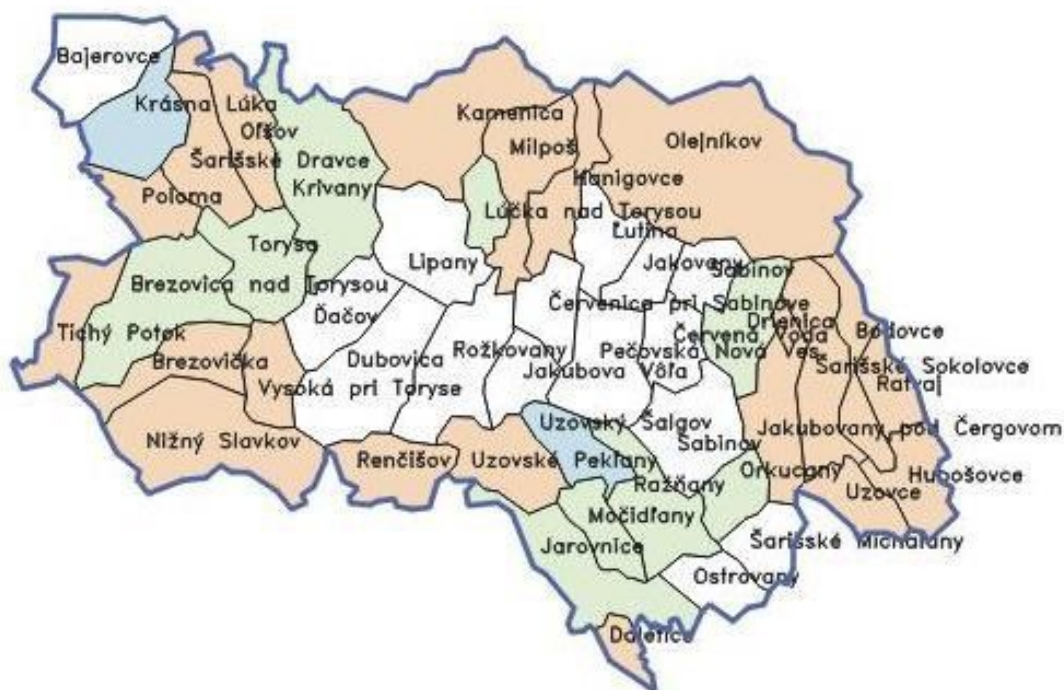 Bajerovce
Krásna Lúka
Oľšov
Šarišské Dravce
Poloma
Krivany
Kamenica
Milpoš
Olejníkov
Hanigovce
Lúčka nad Torysou
Ľutina
Torysa
Lipany
Jakovany
Sabinov
Brezovica nad Torysou
Červenica pri Sabinove
Ďačov
Tichý Potok
Drienica
Červená Voda
Bodovce
Brezovička
Dubovica
Rožkovany
Pečovská Nová Ves
Jakubova Vôľa
Šarišské Sokolovce
Ratvaj
Vysoká pri Toryse
Uzovský Šalgov
Jakubovany pod Čergovom
Nižný Slavkov
Sabinov
Renčišov
Uzovské Pekľany
Orkucany
Hubošovce
Ražňany
Uzovce
Močidľany
Jarovnice
Šarišské Michaľany
Ostrovany
Daletice